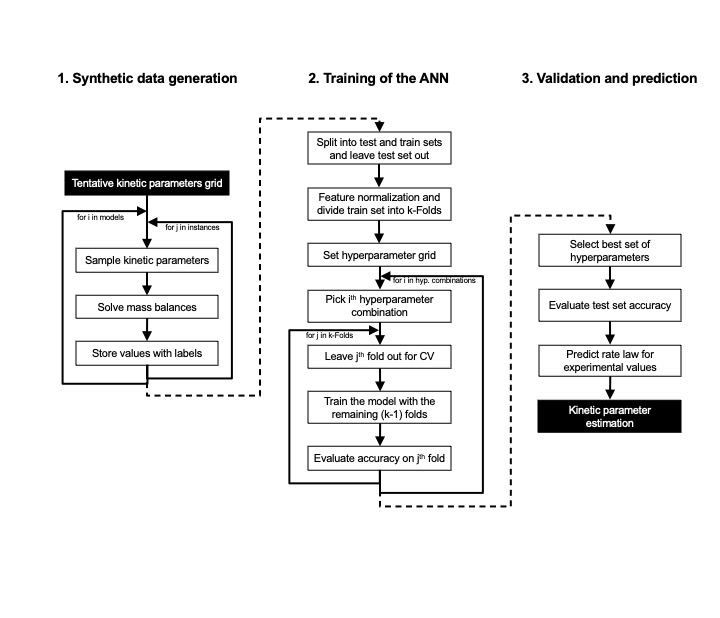 1. Synthetic data generation
Tentative kinetic parameters grid
for i in models
for j in instances
Sample kinetic parameters
Solve mass balances
Store values with labels
2. Training of the ANN
Split into test and train sets
and leave test set out
Feature normalization and
divide train set into k-Folds
Set hyperparameter grid
for i in hyp. combinations
Pick iᵗʰ hyperparameter
combination
for j in k-Folds
Leave jᵗʰ fold out for CV
Train the model with the
remaining (k-1) folds
Evaluate accuracy on jᵗʰ fold
3. Validation and prediction
Select best set of
hyperparameters
Evaluate test set accuracy
Predict rate law for
experimental values
Kinetic parameter
estimation